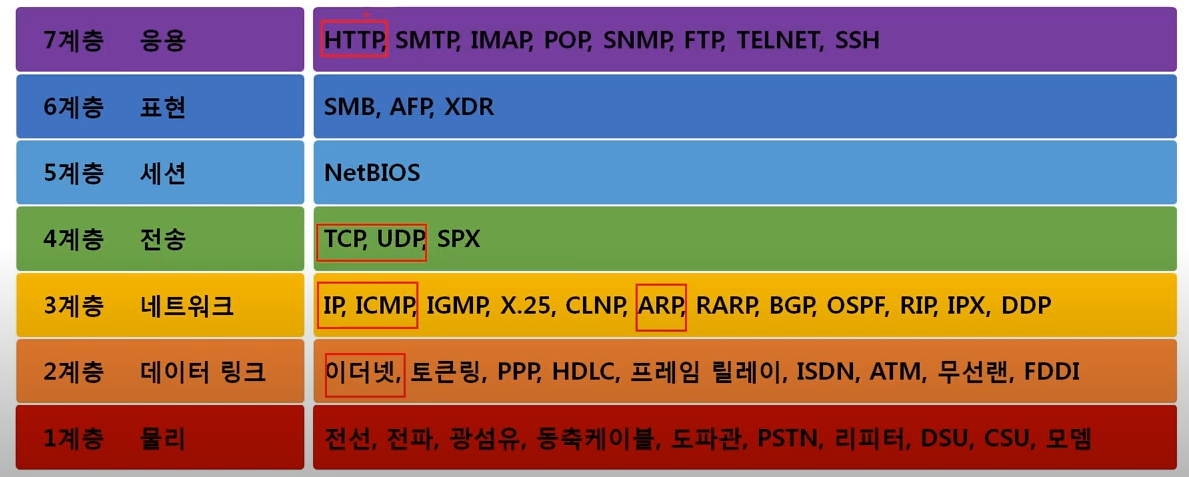 7계층 응용 HTTP, SMTP, IMAP, POP, SNMP, FTP, TELNET, SSH
6계층 표현 SMB, AFP, XDR
5계층 세션 NetBIOS
4계층 전송 TCP, UDP, SPX
3계층 네트워크 IP, ICMP, IGMP, X.25, CLNP, ARP, RARP, BGP, OSPF, RIP, IPX, DDP
2계층 데이터 링크 이더넷, 토큰링, PPP, HDLC, 프레임 릴레이, ISDN, ATM, 무선랜, FDDI
1계층 물리 전선, 전파, 광섬유, 동축케이블, 도파관, PSTN, 리피터, DSU, CSU, 모뎀